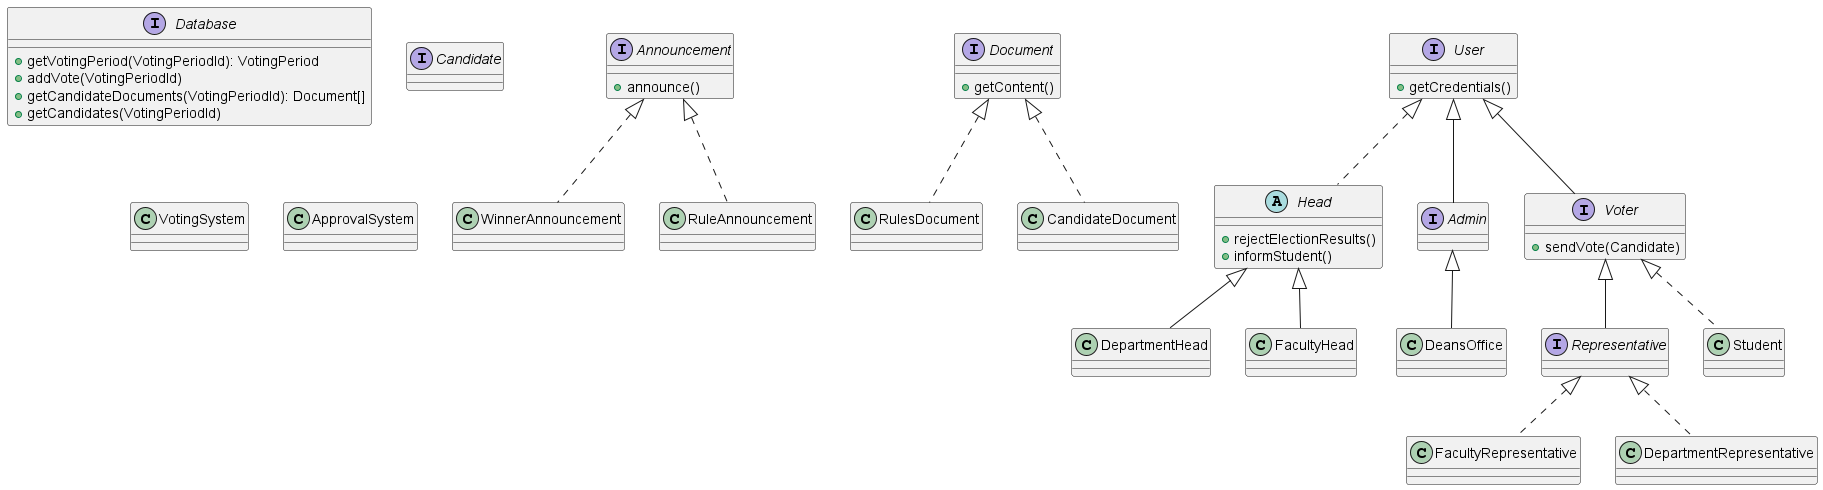 I Database
+ getVotingPeriod(VotingPeriodId): VotingPeriod
+ addVote(VotingPeriodId)
+ getCandidateDocuments(VotingPeriodId): Document[]
+ getCandidates(VotingPeriodId)
I Candidate
I Announcement
announce()
I Document
getContent()
I User
getCredentials()
C VotingSystem
C ApprovalSystem
C WinnerAnnouncement
C RuleAnnouncement
C RulesDocument
C CandidateDocument
A Head
rejectElectionResults()
informStudent()
I Admin
I Voter
sendVote(Candidate)
C DepartmentHead
C FacultyHead
C DeansOffice
I Representative
C Student
C FacultyRepresentative
C DepartmentRepresentative